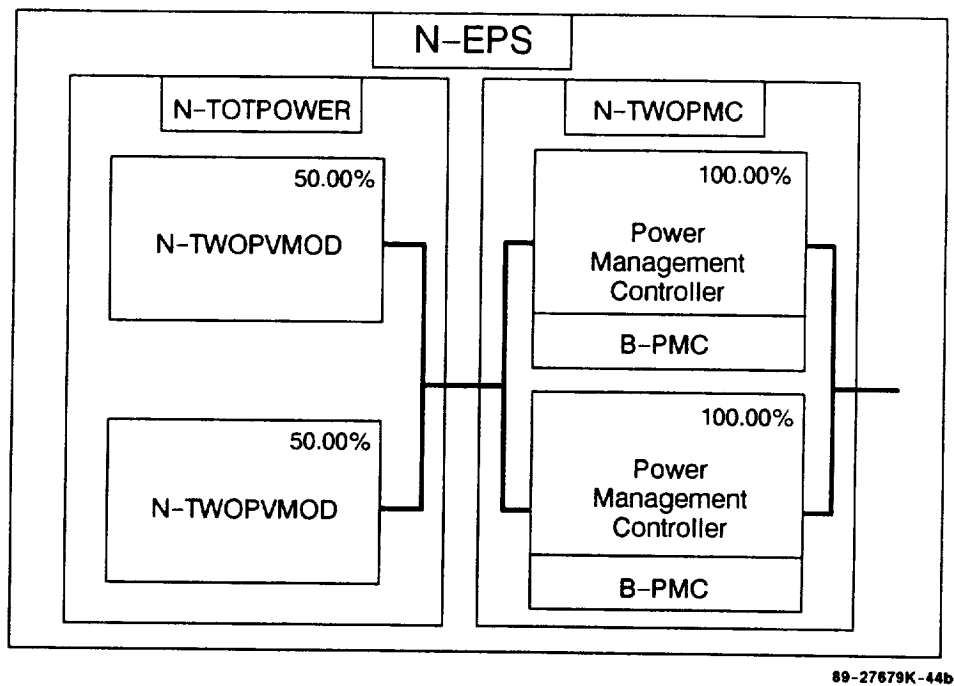 N-EPS
N-TOTPOWER
50.00%
N-TWOPVMOD
50.00%
N-TWOPVMOD
N-TWOPMC
100.00%
Power
Management
Controller
B-PMC
100.00%
Power
Management
Controller
B-PMC
89-27679K-44b